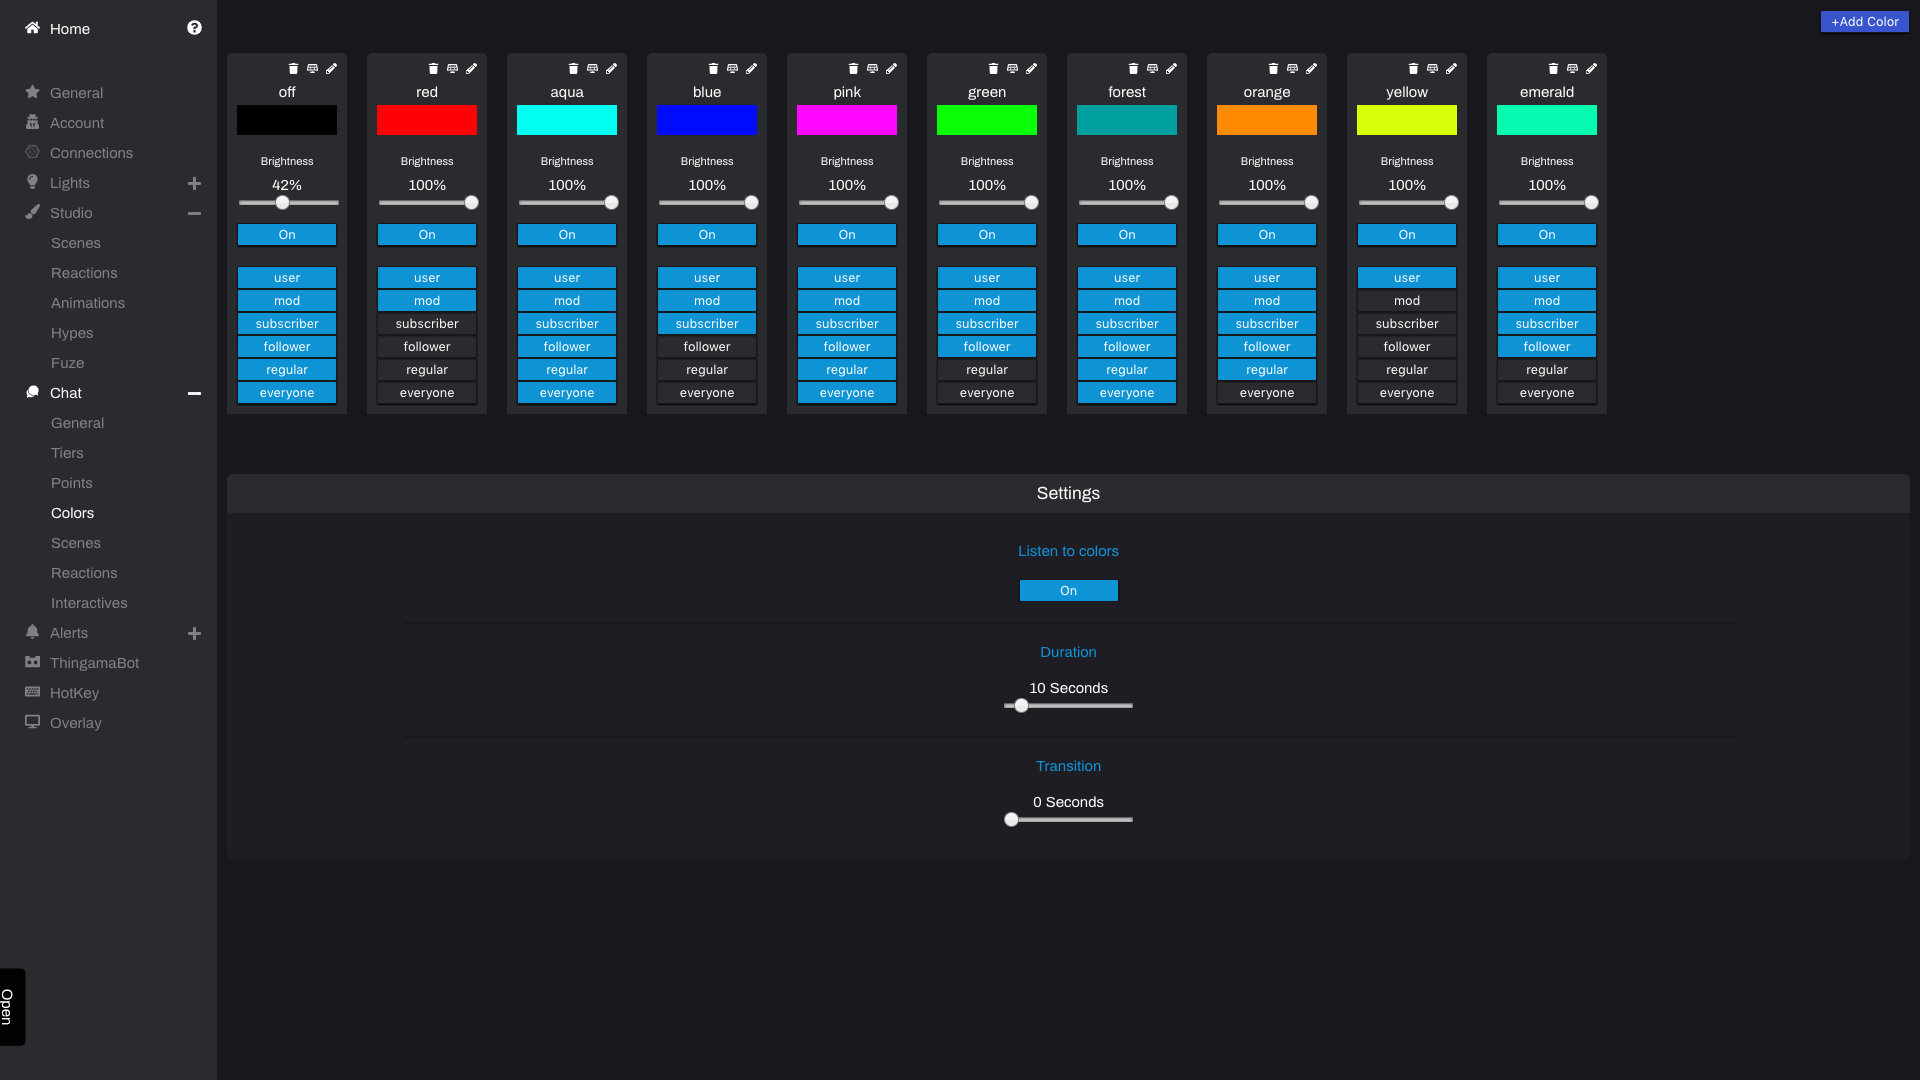 Home
General
Account
Connections
Lights
Studio
Scenes
Reactions
Animations
Hypes
Fuze
Chat
General
Tiers
Points
Colors
Scenes
Reactions
Interactives
Alerts
ThingamaBot
HotKey
Overlay
Open
+Add Color
off red aqua blue pink green forest orange yellow emerald
Brightness Brightness Brightness Brightness Brightness Brightness Brightness Brightness Brightness Brightness
42% 100% 100% 100% 100% 100% 100% 100% 100% 100%
On On On On On On On On On On
user user user user user user user user user user
mod mod mod mod mod mod mod mod mod mod
subscriber subscriber subscriber subscriber subscriber subscriber subscriber subscriber subscriber subscriber
follower follower follower follower follower follower follower follower follower follower
regular regular regular regular regular regular regular regular regular regular
everyone everyone everyone everyone everyone everyone everyone everyone everyone everyone
Settings
Listen to colors
On
Duration
10 Seconds
Transition
0 Seconds